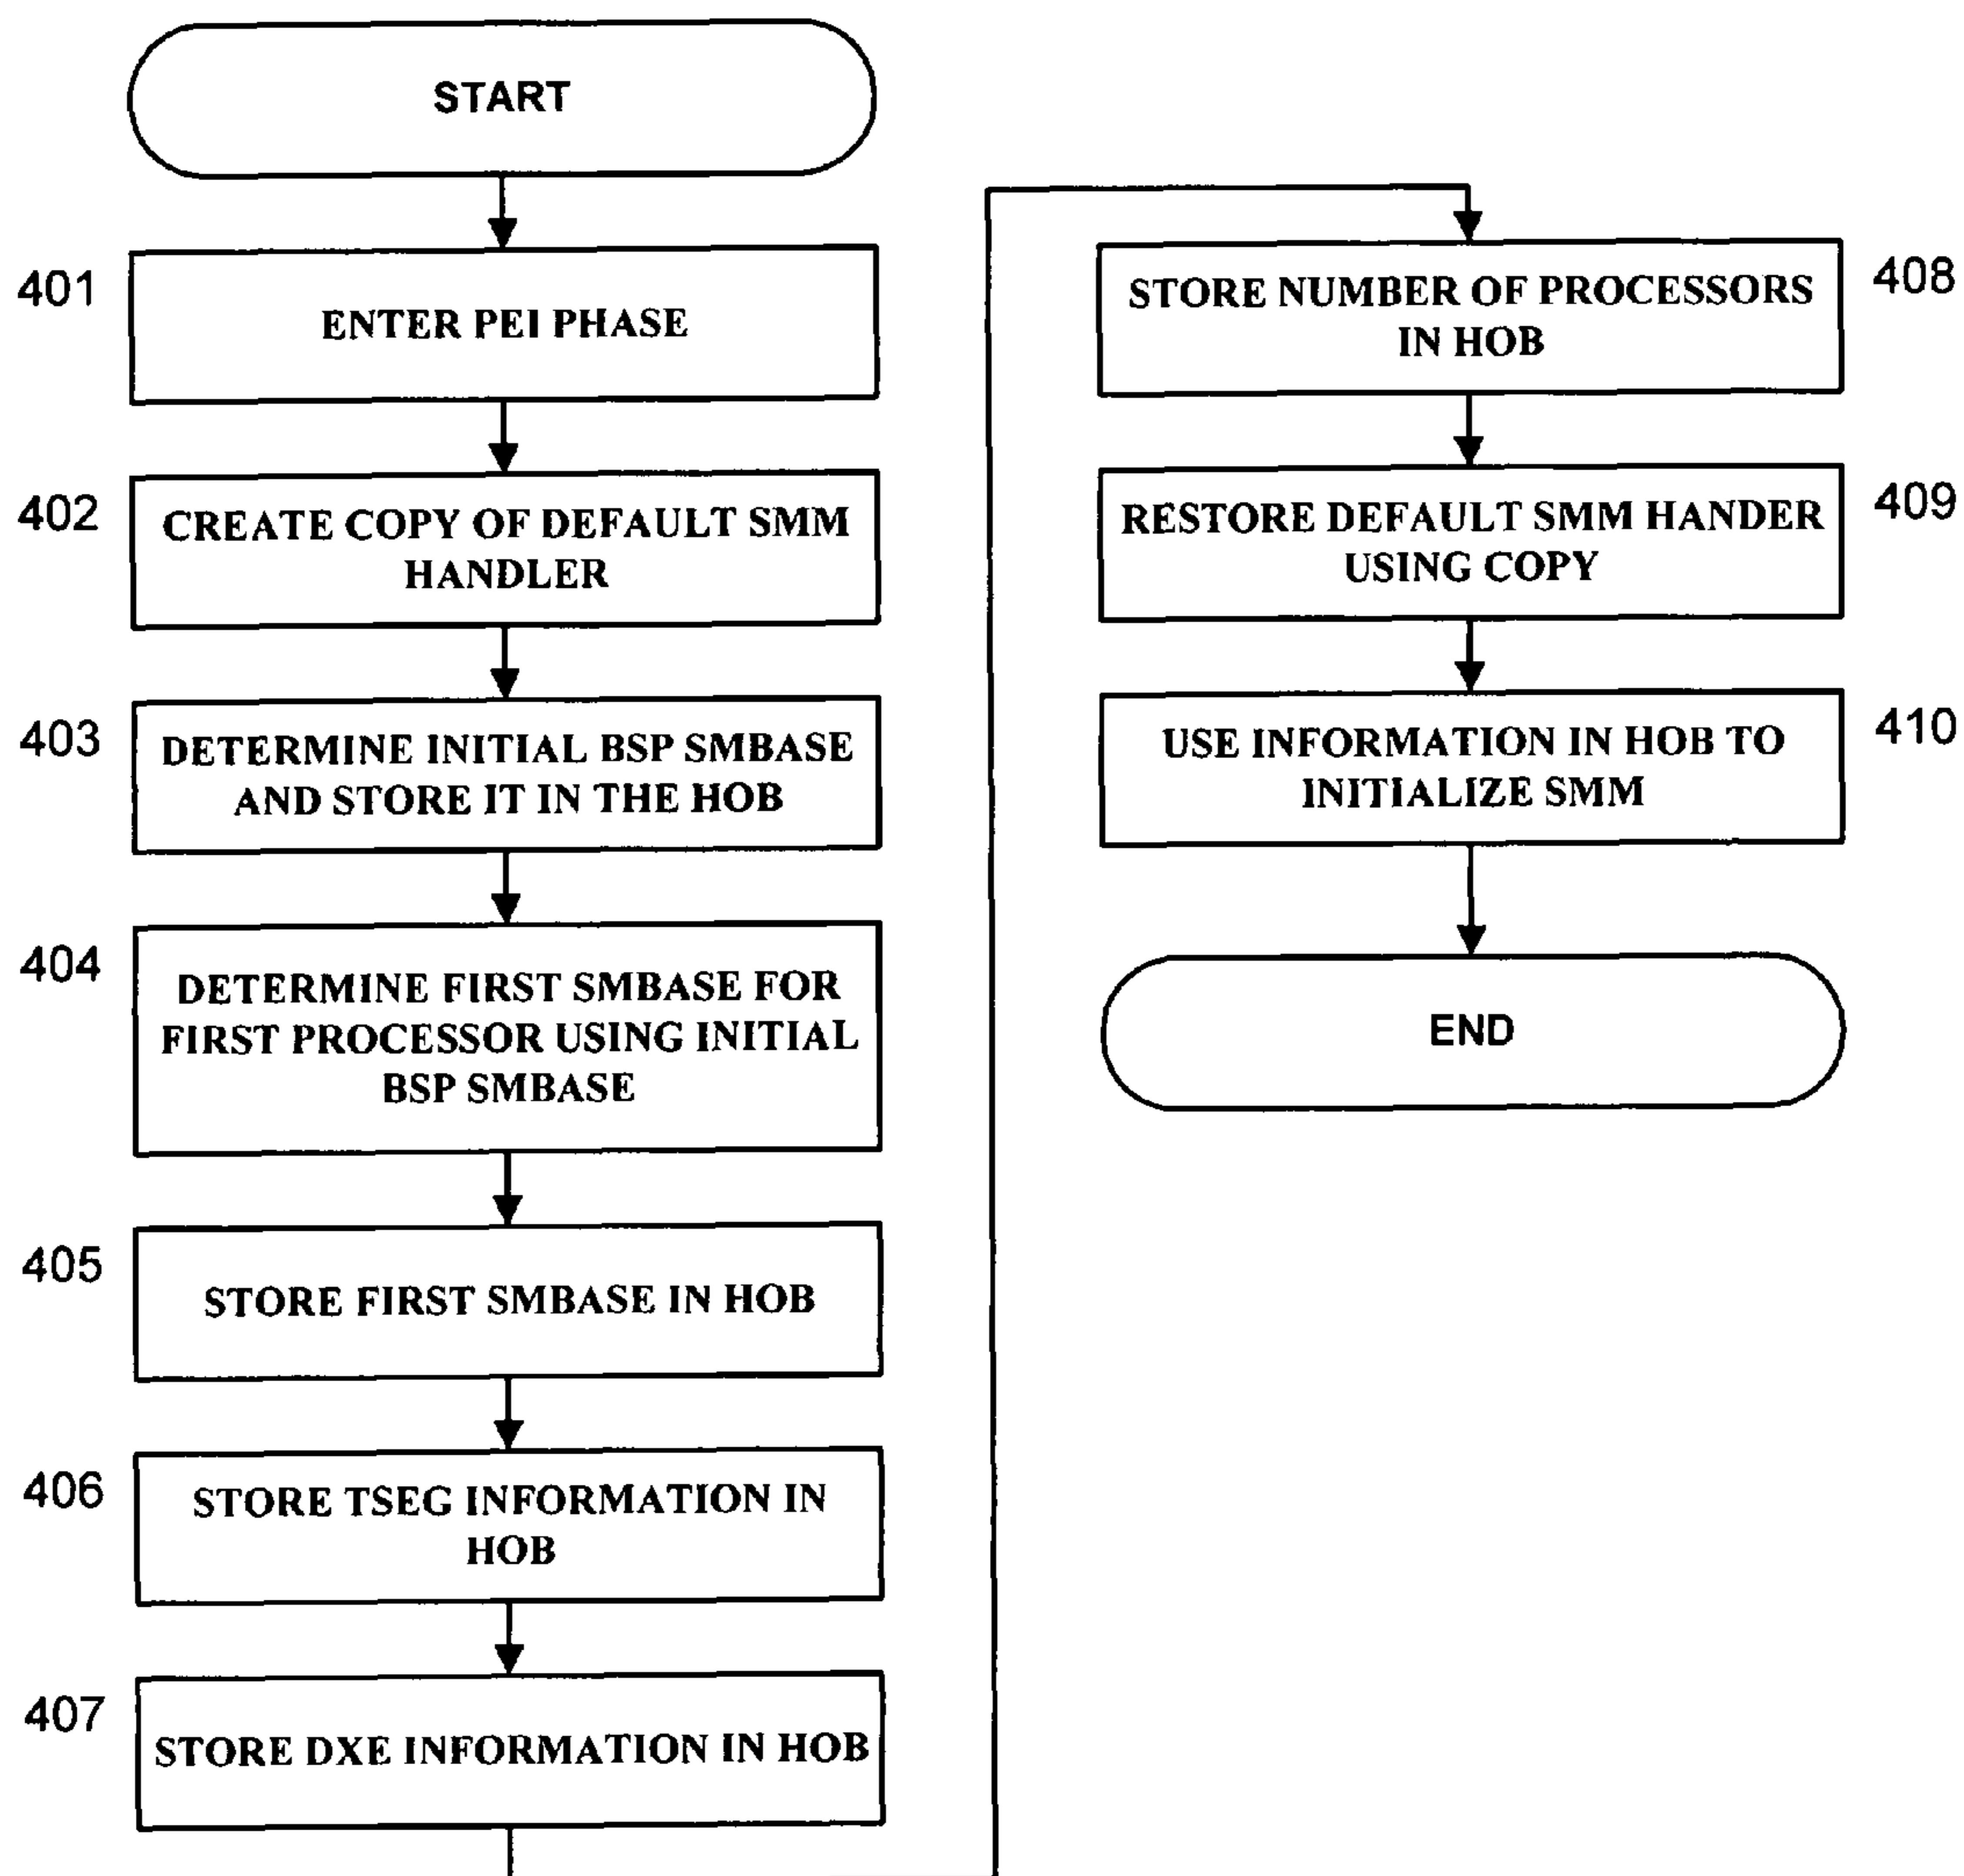 START
401
ENTER PEI PHASE
402
CREATE COPY OF DEFAULT SMM
HANDLER
403
DETERMINE INITIAL BSP SMBASE
AND STORE IT IN THE HOB
404
DETERMINE FIRST SMBASE FOR
FIRST PROCESSOR USING INITIAL
BSP SMBASE
405
STORE FIRST SMBASE IN HOB
406
STORE TSEG INFORMATION IN
HOB
407
STORE DXE INFORMATION IN HOB
408
STORE NUMBER OF PROCESSORS
IN HOB
409
RESTORE DEFAULT SMM HANDER
USING COPY
410
USE INFORMATION IN HOB TO
INITIALIZE SMM
END